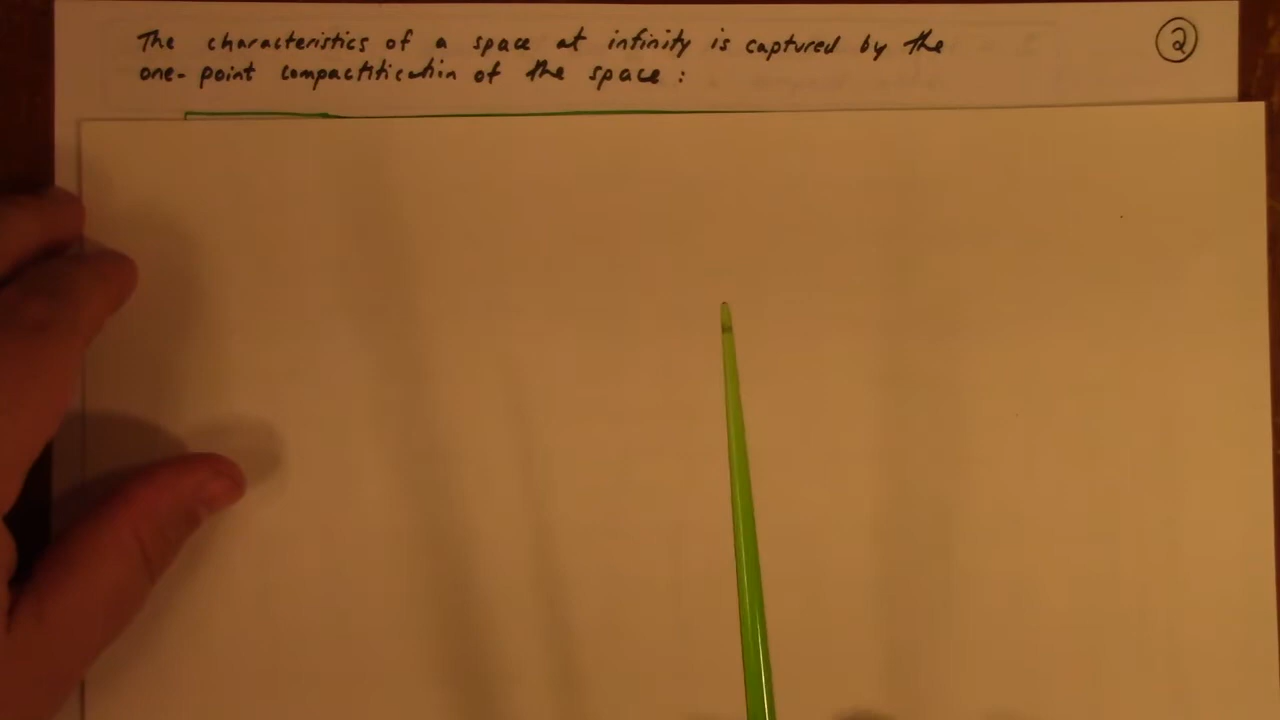 The characteristics of a space at infinity is captured by the
one-point compactification of the space :
2